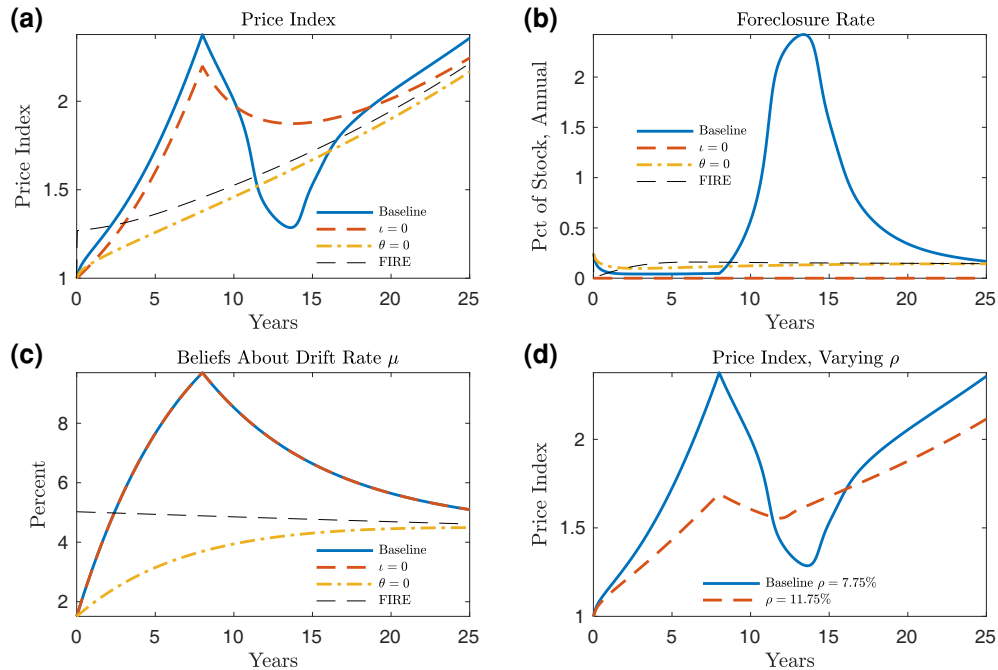 (a)
Price Index
Price Index
2
1.5
1
0 5 10 15 20 25
Years
Baseline
ι = 0
θ = 0
FIRE
(b)
Foreclosure Rate
Pct of Stock, Annual
2
1.5
1
0.5
0
0 5 10 15 20 25
Years
Baseline
ι = 0
θ = 0
FIRE
(c)
Beliefs About Drift Rate μ
Percent
8
6
4
2
0 5 10 15 20 25
Years
Baseline
ι = 0
θ = 0
FIRE
(d)
Price Index, Varying ρ
Price Index
2
1.5
1
0 5 10 15 20 25
Years
Baseline ρ = 7.75%
ρ = 11.75%